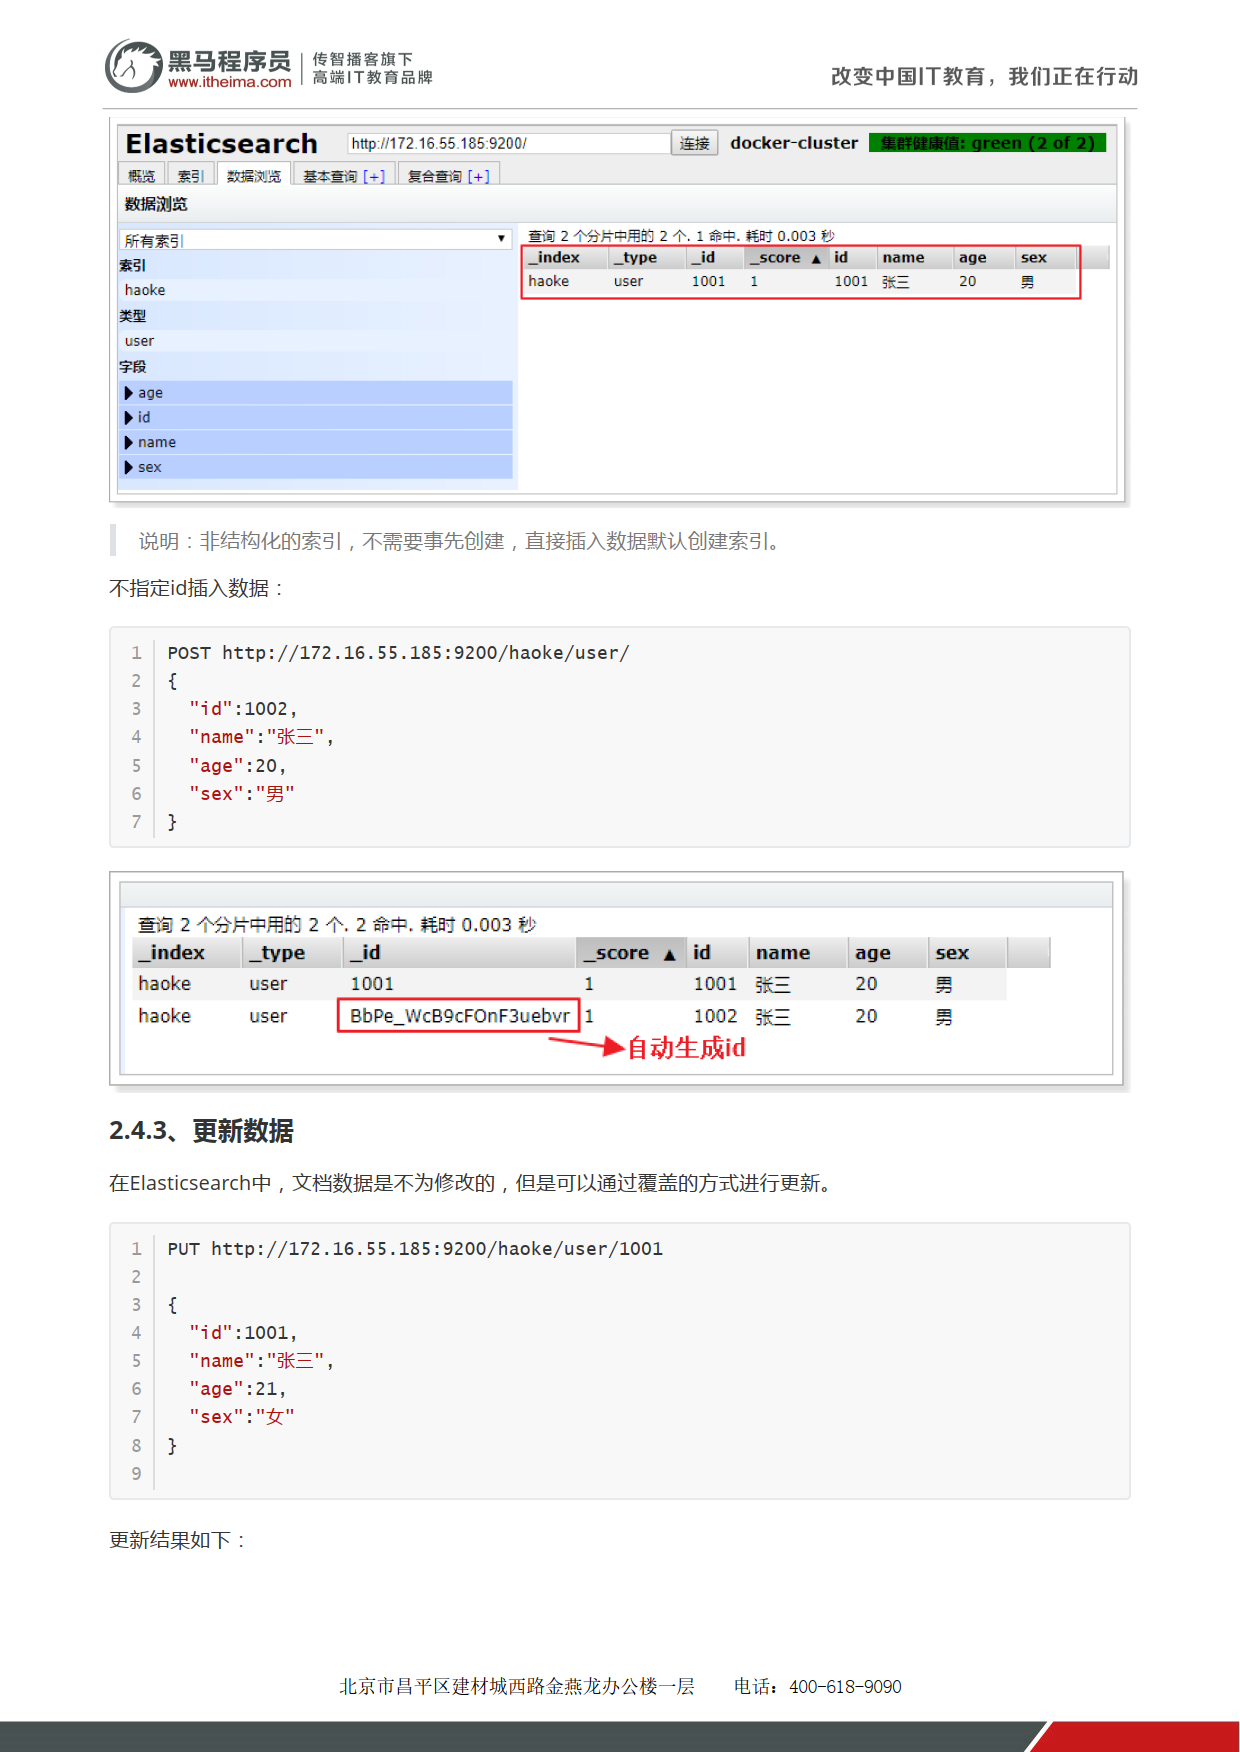 黑马程序员
www.itheima.com
传智播客旗下
高端IT教育品牌
改变中国IT教育，我们正在行动
Elasticsearch http://172.16.55.185:9200/ 连接 docker-cluster 集群健康值: green (2 of 2)
概览 索引 数据浏览 基本查询 [+] 复合查询 [+]
数据浏览
所有索引
索引
haoke
类型
user
字段
age
id
name
sex
查询 2 个分片中用的 2 个. 1 命中. 耗时 0.003 秒
_index _type _id _score ▲ id name age sex
haoke user 1001 1 1001 张三 20 男
说明：非结构化的索引，不需要事先创建，直接插入数据默认创建索引。
不指定id插入数据：
1 POST http://172.16.55.185:9200/haoke/user/
2 {
3 "id":1002,
4 "name":"张三",
5 "age":20,
6 "sex":"男"
7 }
查询 2 个分片中用的 2 个. 2 命中. 耗时 0.003 秒
_index _type _id _score ▲ id name age sex
haoke user 1001 1 1001 张三 20 男
haoke user BbPe_WcB9cFOnF3uebvr 1 1002 张三 20 男
自动生成id
2.4.3、更新数据
在Elasticsearch中，文档数据是不为修改的，但是可以通过覆盖的方式进行更新。
1 PUT http://172.16.55.185:9200/haoke/user/1001
2
3 {
4 "id":1001,
5 "name":"张三",
6 "age":21,
7 "sex":"女"
8 }
9
更新结果如下：
北京市昌平区建材城西路金燕龙办公楼一层 电话：400-618-9090